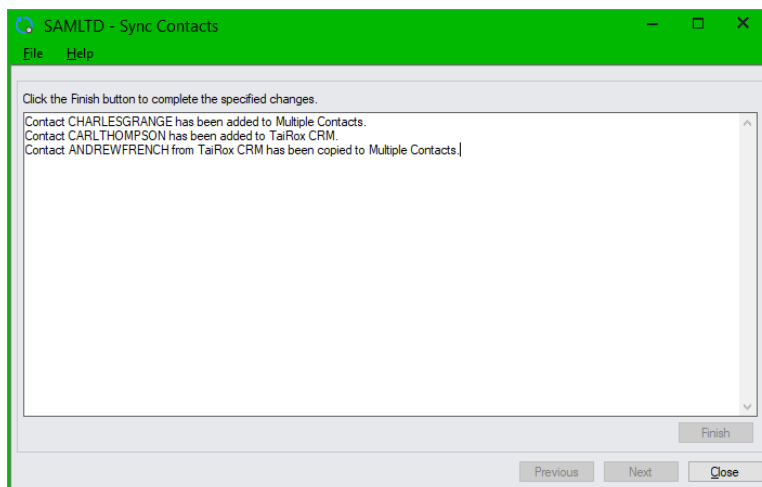 SAMLTD - Sync Contacts
File Help
Click the Finish button to complete the specified changes.
Contact CHARLESGRANGE has been added to Multiple Contacts.
Contact CARLTHOMPSON has been added to TaiRox CRM.
Contact ANDREWFRENCH from TaiRox CRM has been copied to Multiple Contacts.
Finish
Previous Next Close